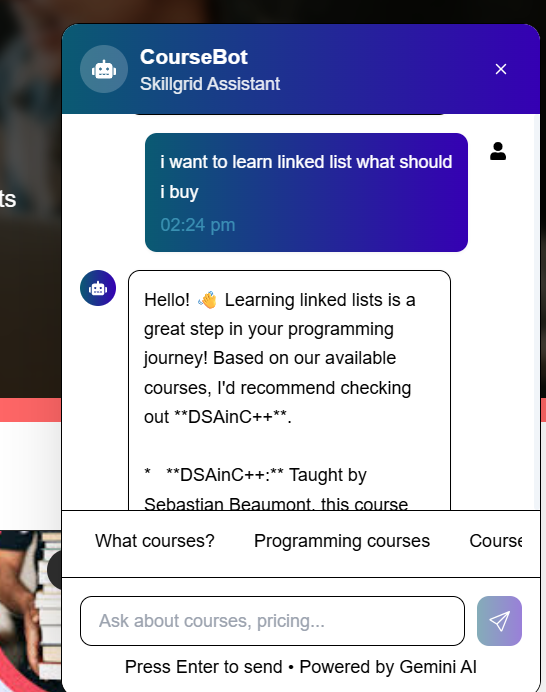 CourseBot
Skillgrid Assistant
ts
i want to learn linked list what should
i buy
02:24 pm
Hello! 👋 Learning linked lists is a
great step in your programming
journey! Based on our available
courses, I'd recommend checking
out **DSAinC++**.
*   **DSAinC++:** Taught by
Sebastian Beaumont, this course
What courses?
Programming courses
Course
Ask about courses, pricing...
Press Enter to send • Powered by Gemini AI